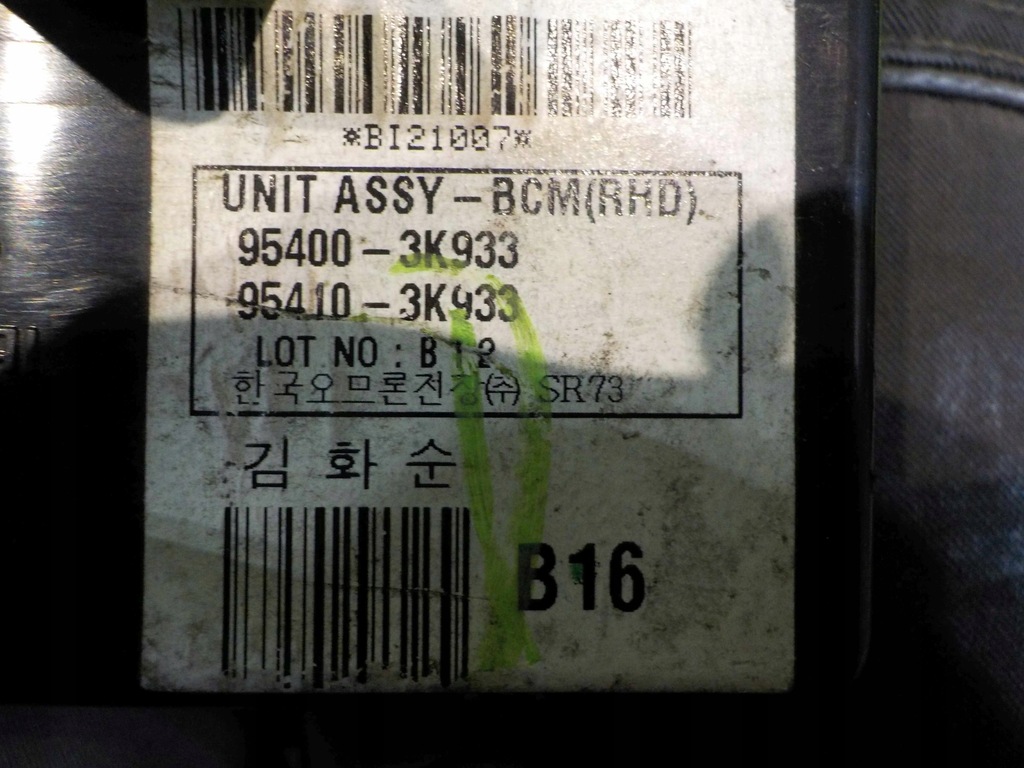 *BI21007*
UNIT ASSY - BCM(RHD)
95400 - 3K933
95410 - 3K933
LOT NO : B12
한국오므론전장㈜ SR73
김 화 순
B16